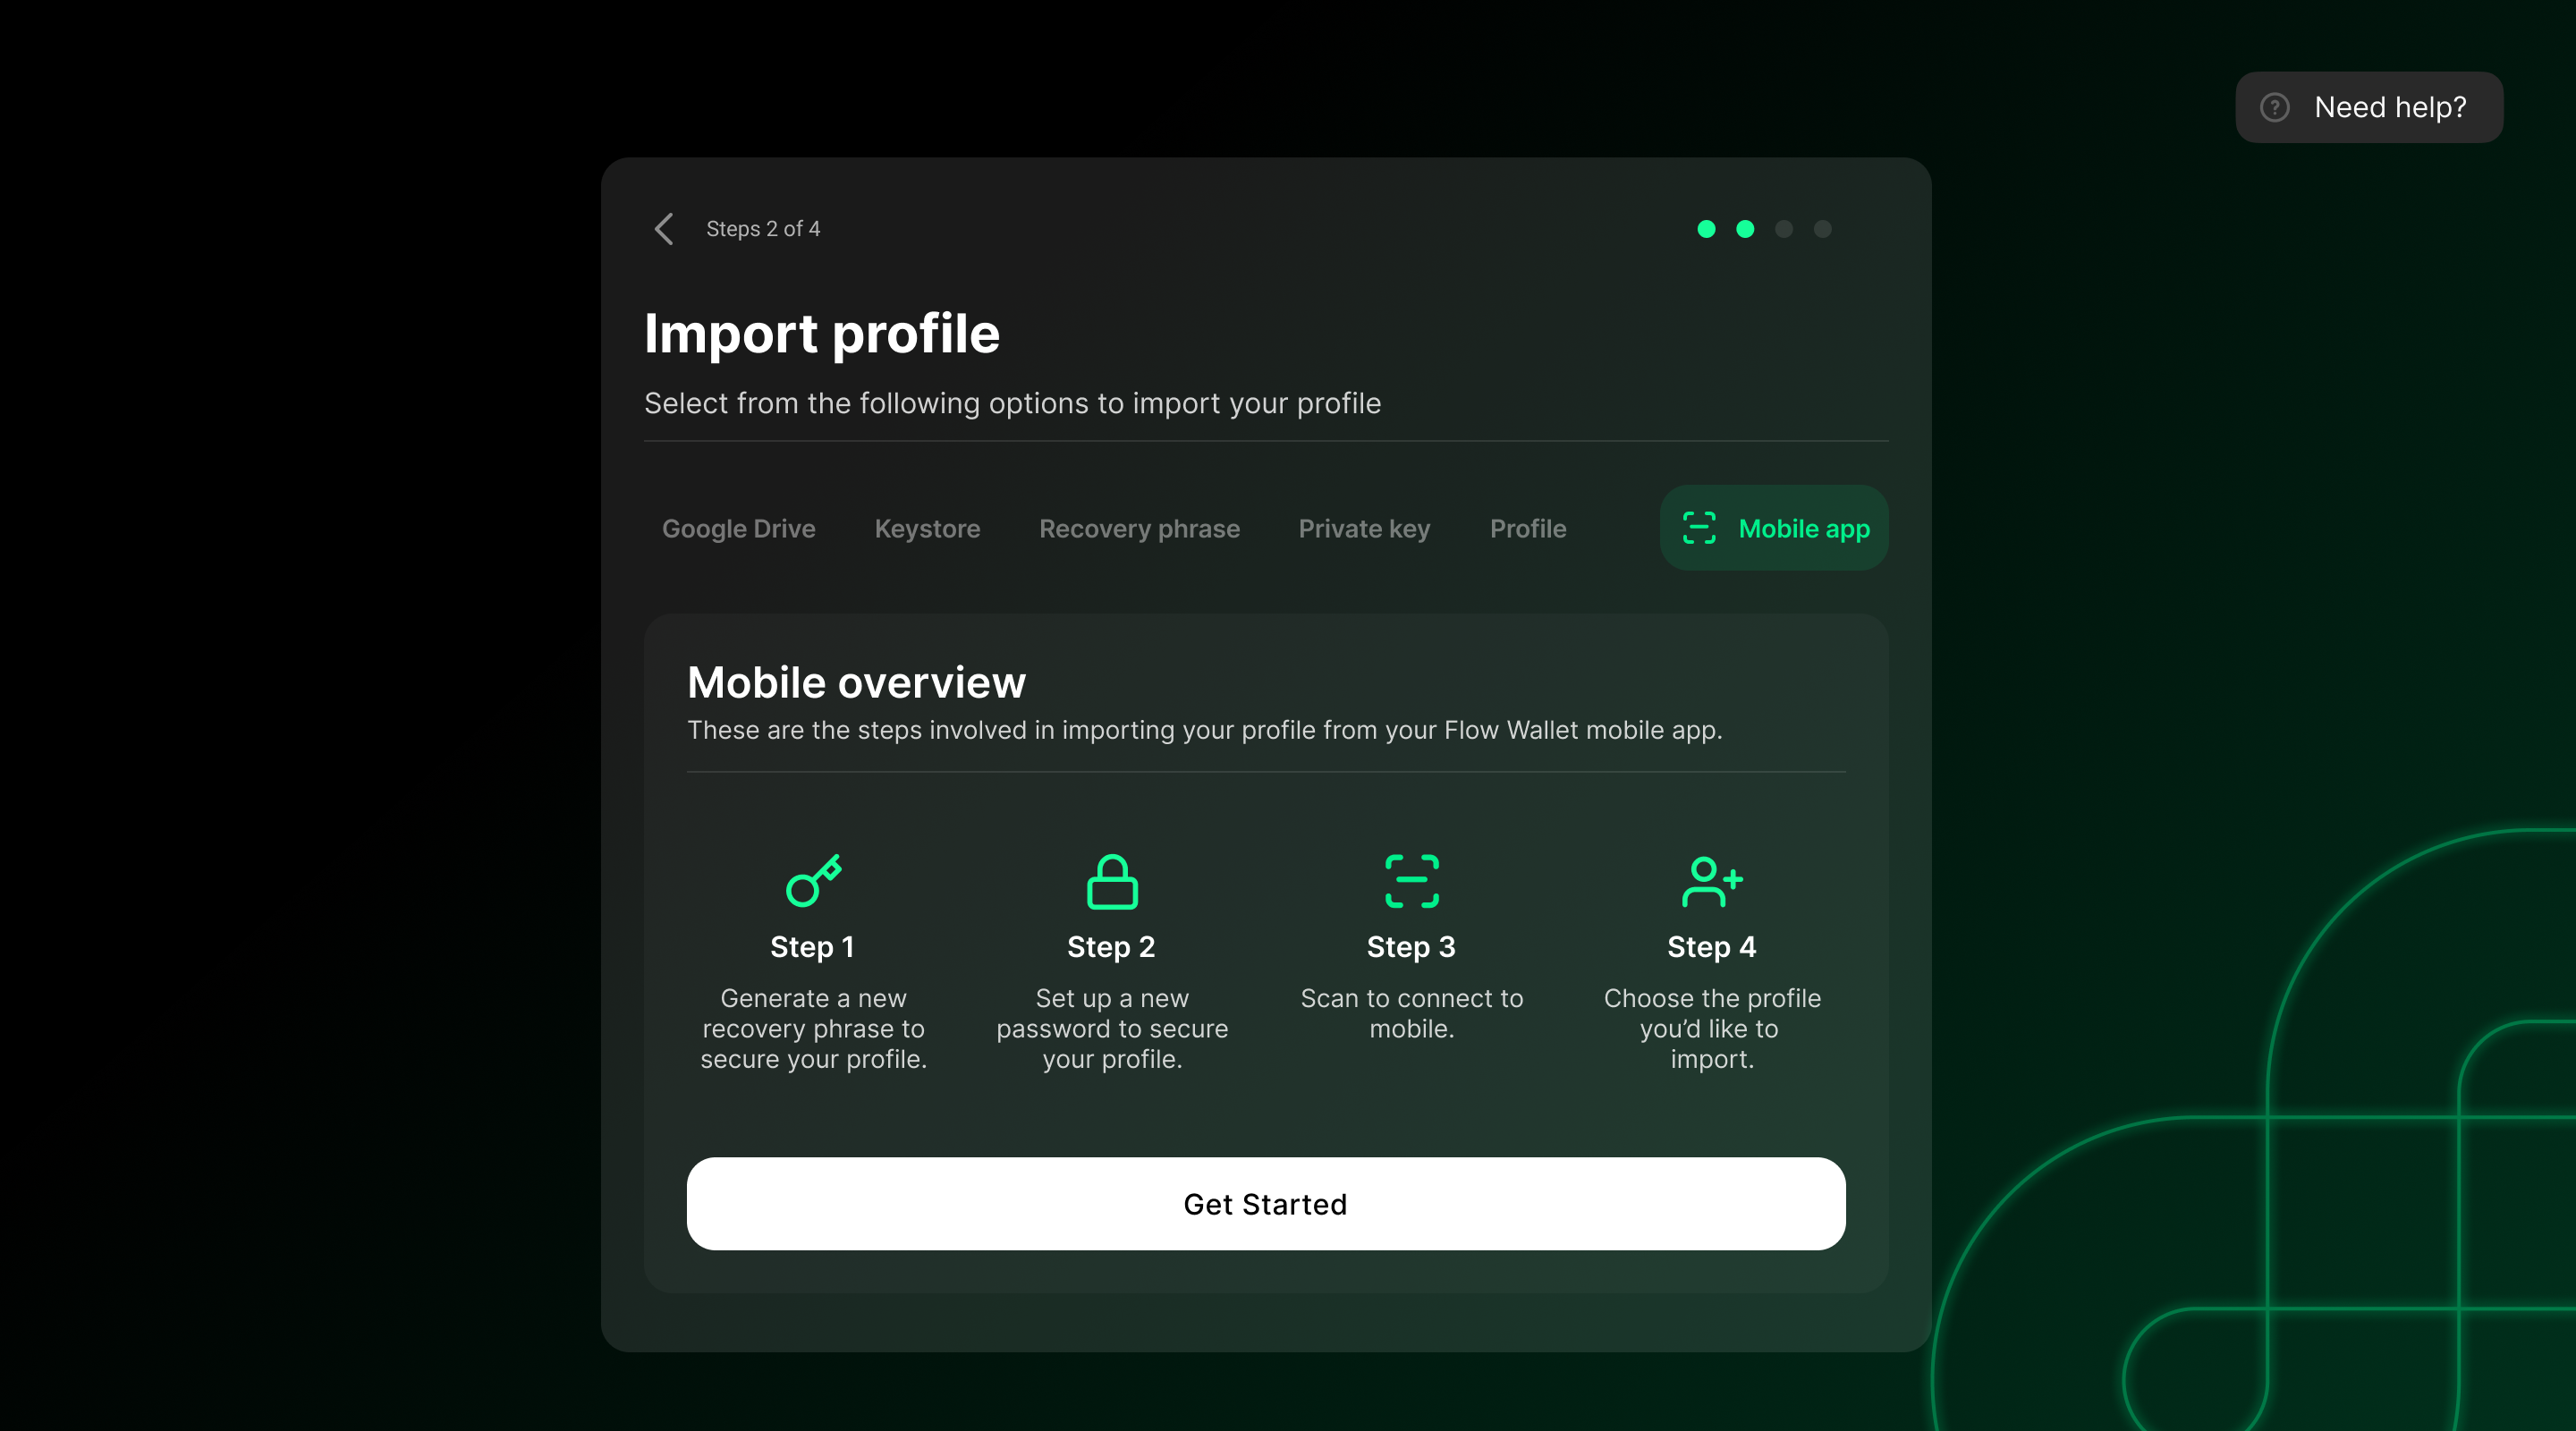 Need help?
Steps 2 of 4
Import profile
Select from the following options to import your profile
Google Drive Keystore Recovery phrase Private key Profile Mobile app
Mobile overview
These are the steps involved in importing your profile from your Flow Wallet mobile app.
Step 1
Generate a new
recovery phrase to
secure your profile.
Step 2
Set up a new
password to secure
your profile.
Step 3
Scan to connect to
mobile.
Step 4
Choose the profile
you’d like to
import.
Get Started